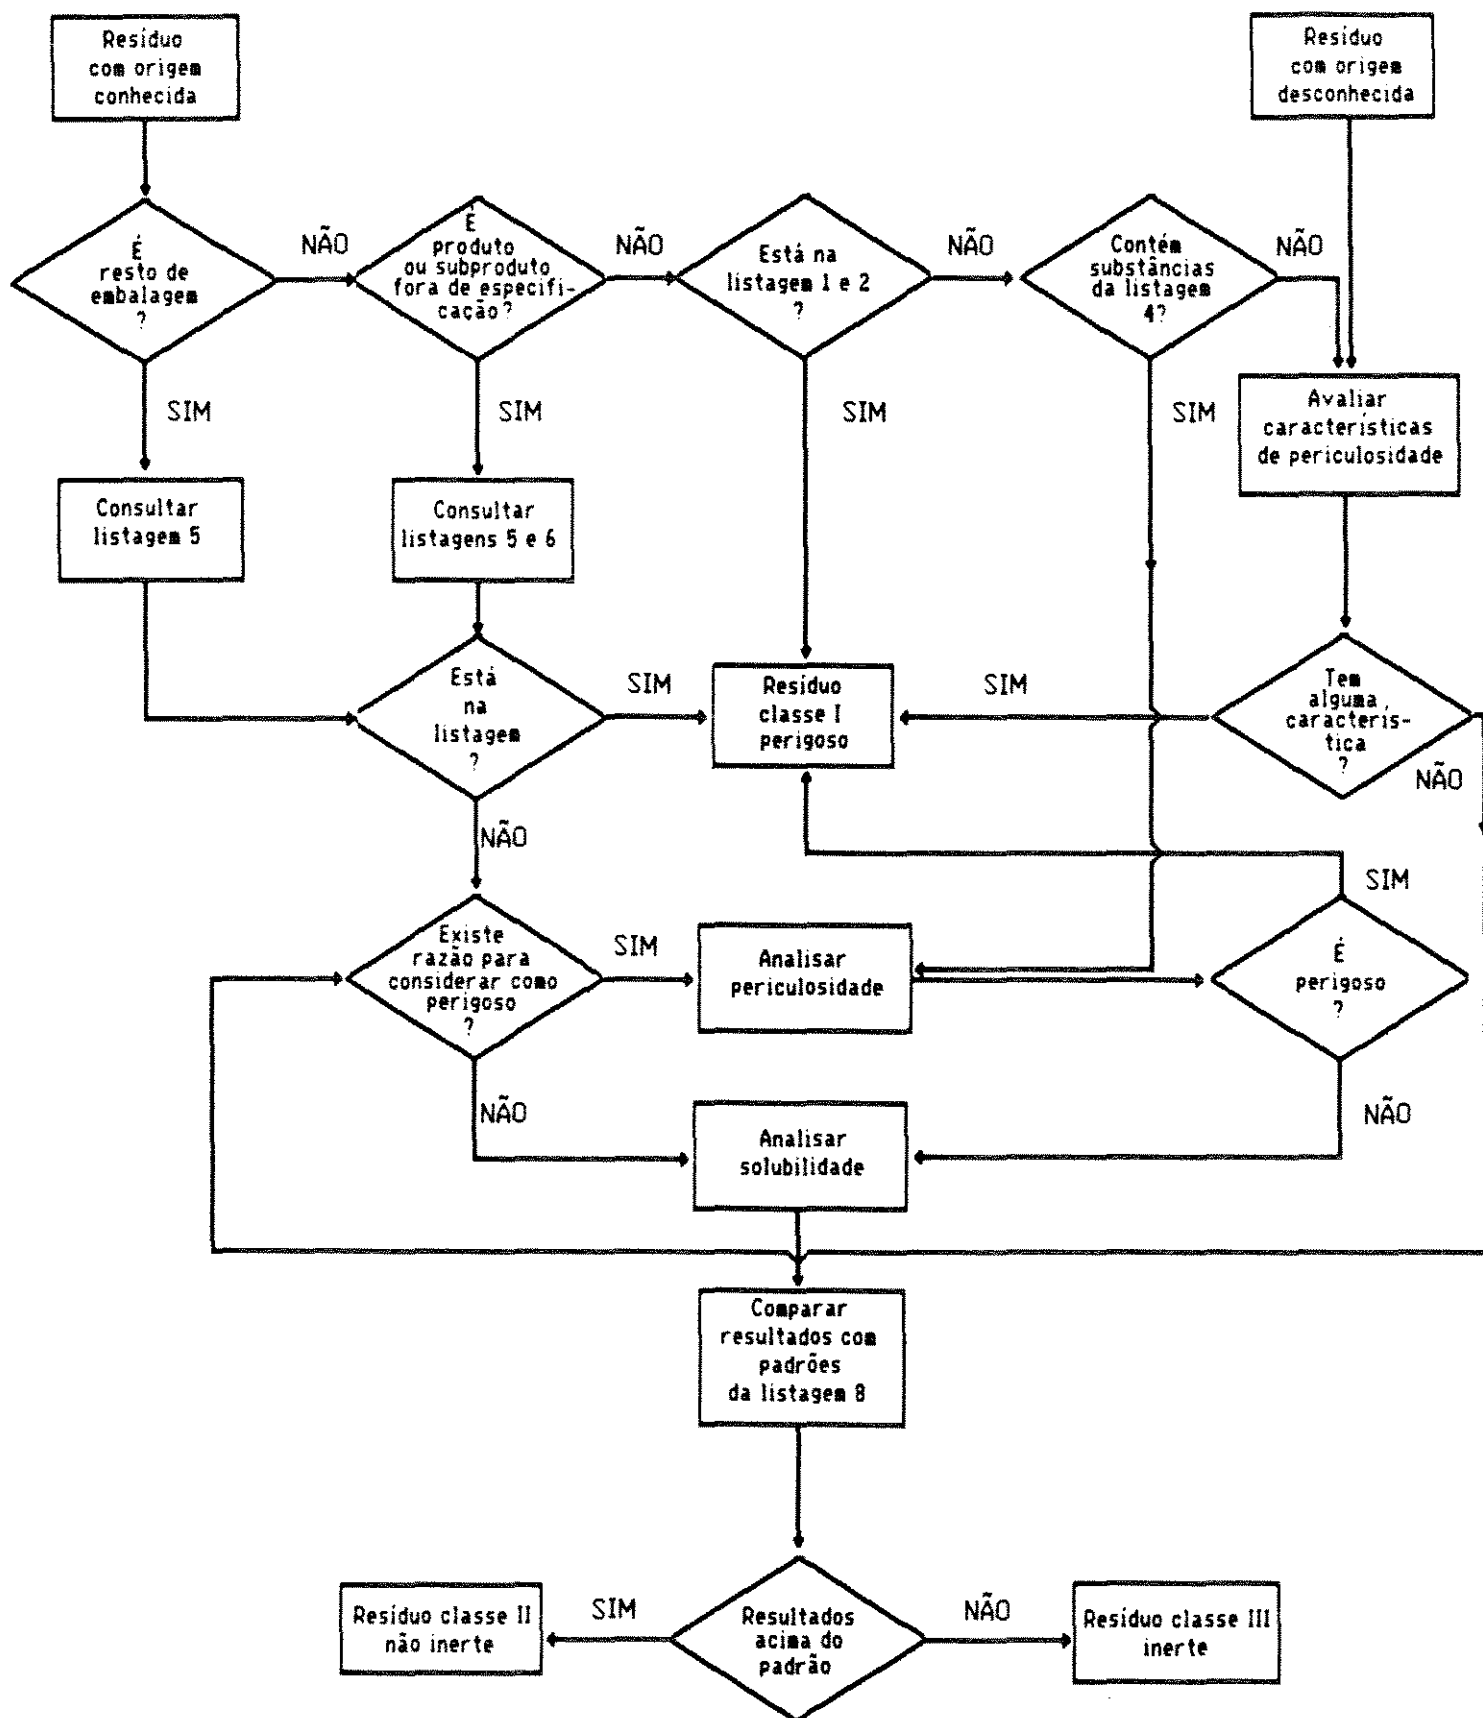 Resíduo
com origem
conhecida
Resíduo
com origem
desconhecida
É
resto de
embalagem
?
NÃO
É
produto
ou subproduto
fora de especifi-
cação?
NÃO
Está na
listagem 1 e 2
?
NÃO
Contém
substâncias
da listagem
4?
NÃO
SIM
SIM
SIM
SIM
Avaliar
características
de periculosidade
Consultar
listagem 5
Consultar
listagens 5 e 6
Está
na
listagem
?
SIM
Resíduo
classe I
perigoso
SIM
Tem
alguma
caracterís-
tica
?
NÃO
NÃO
SIM
Existe
razão para
considerar como
perigoso
?
SIM
Analisar
periculosidade
É
perigoso
?
NÃO
NÃO
Analisar
solubilidade
Comparar
resultados com
padrões
da listagem 8
Resíduo classe II
não inerte
SIM
Resultados
acima do
padrão
NÃO
Resíduo classe III
inerte